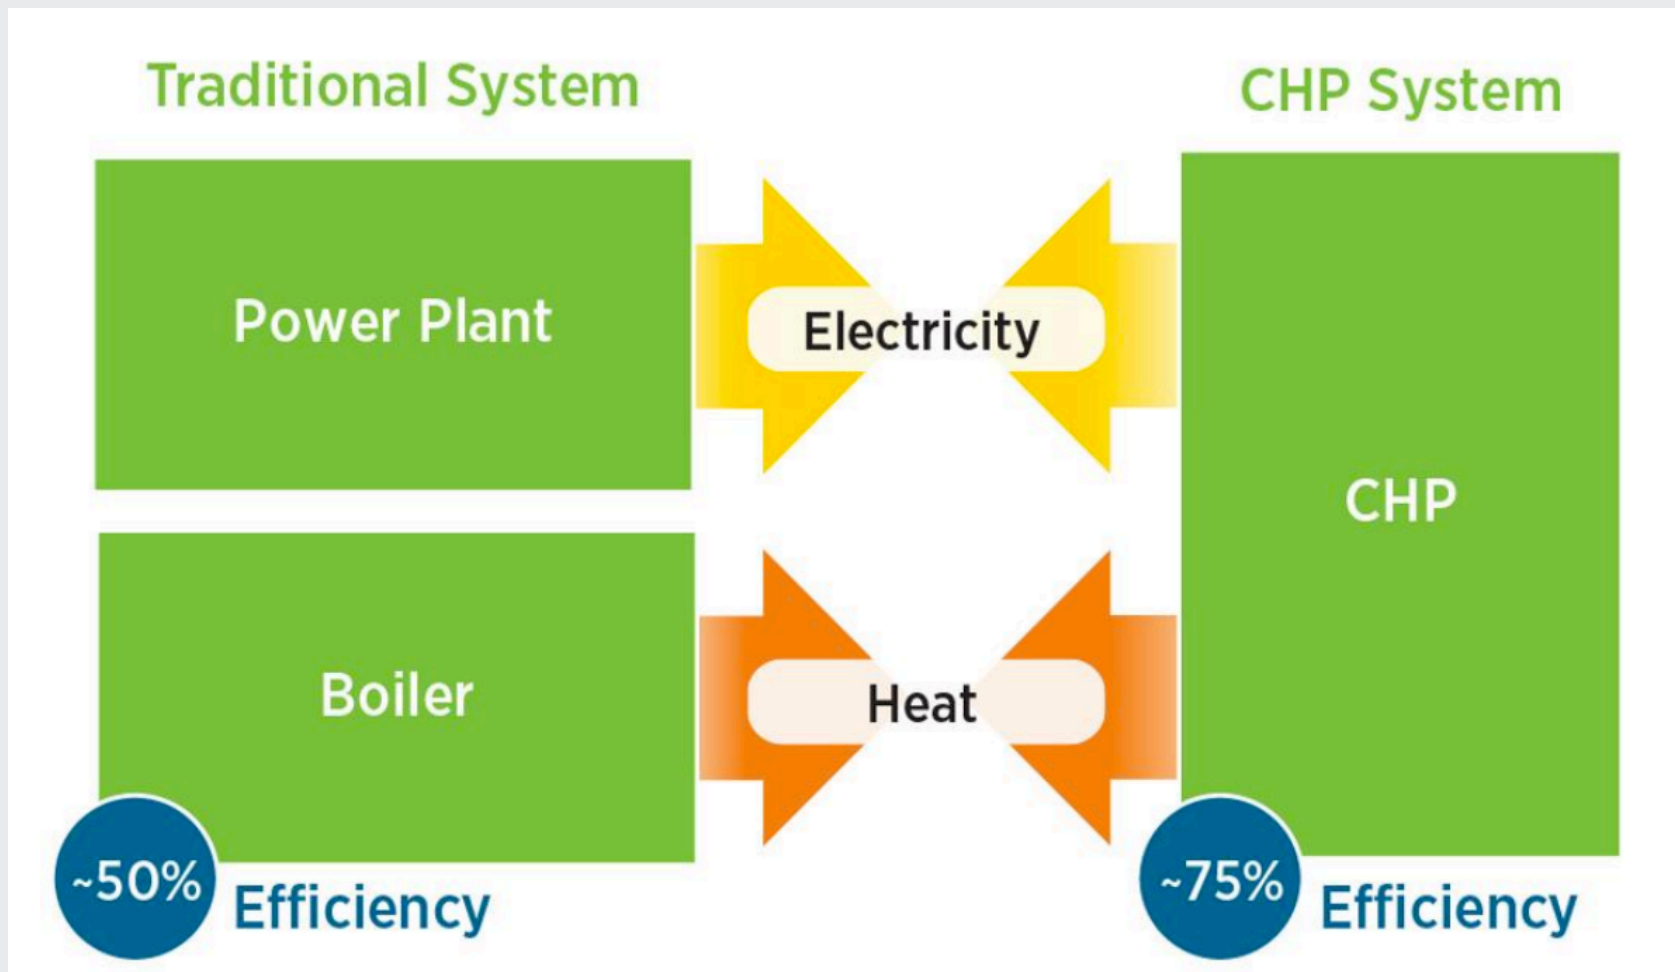 Traditional System
CHP System
Power Plant
Electricity
CHP
Boiler
Heat
~50%
Efficiency
~75%
Efficiency